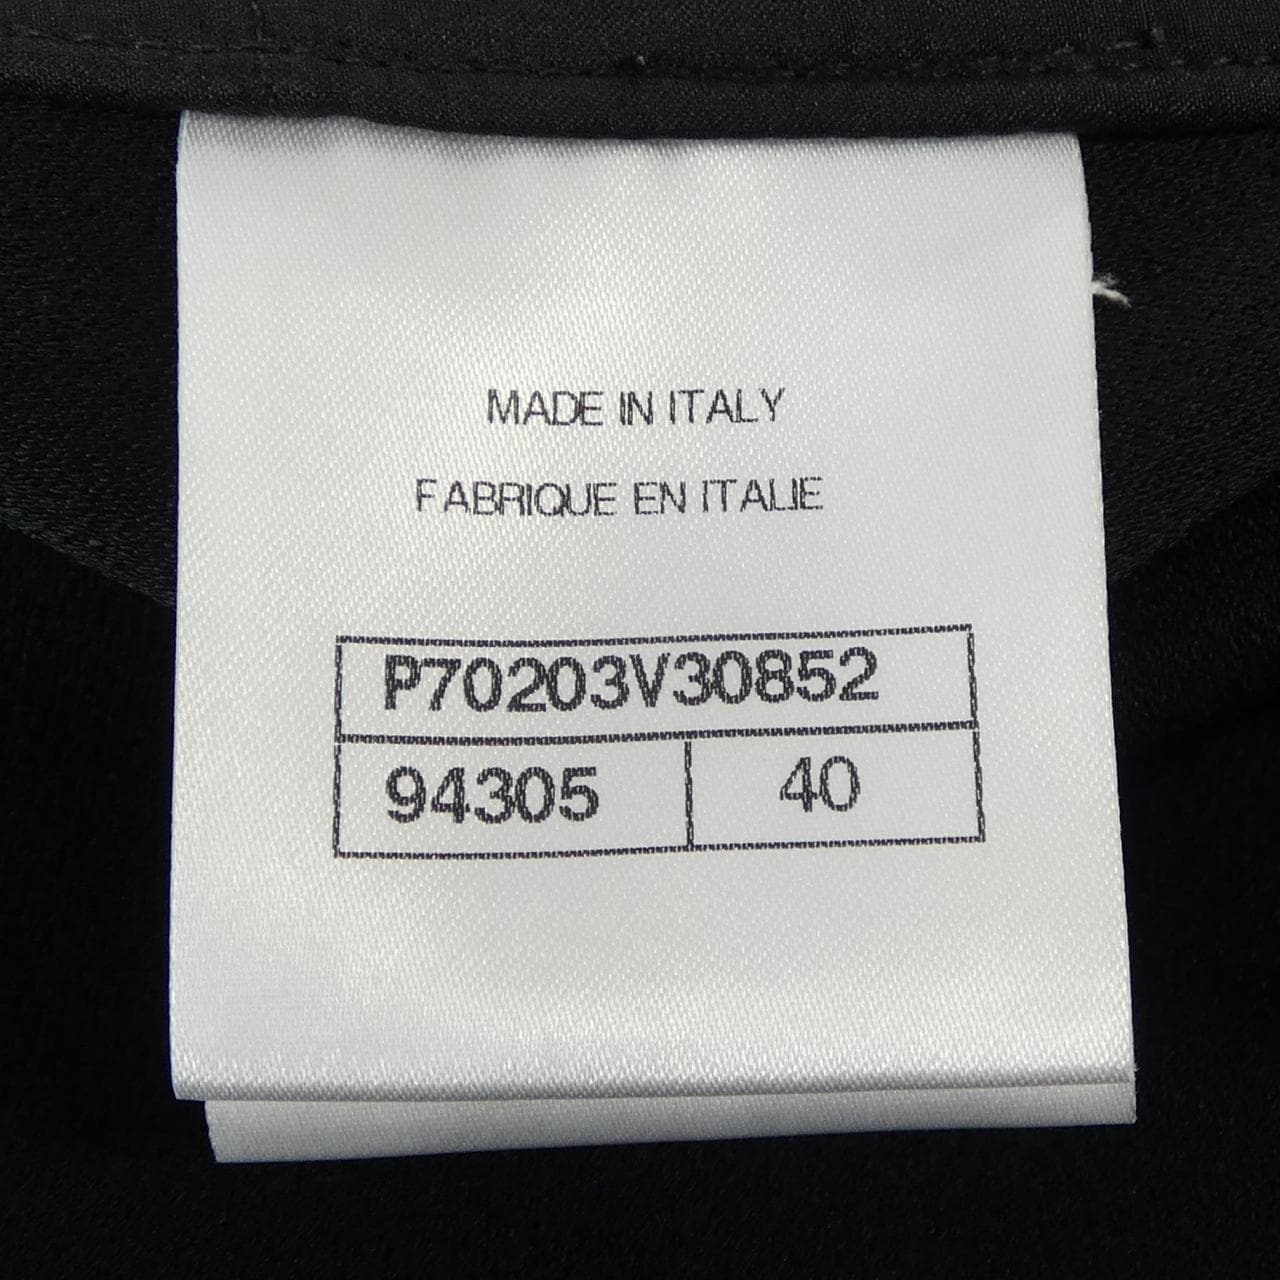 MADE IN ITALY
FABRIQUE EN ITALIE
P70203V30852
94305 40